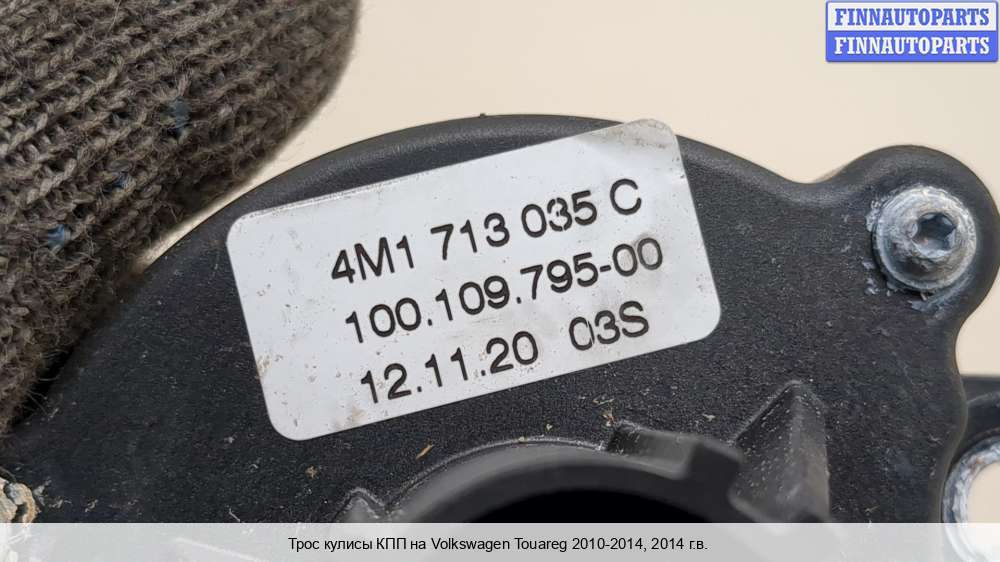 FINNAUTOPARTS
FINNAUTOPARTS
4M1 713 035 C
100.109.795-00
12.11.20 03S
Трос кулисы КПП на Volkswagen Touareg 2010-2014, 2014 г.в.